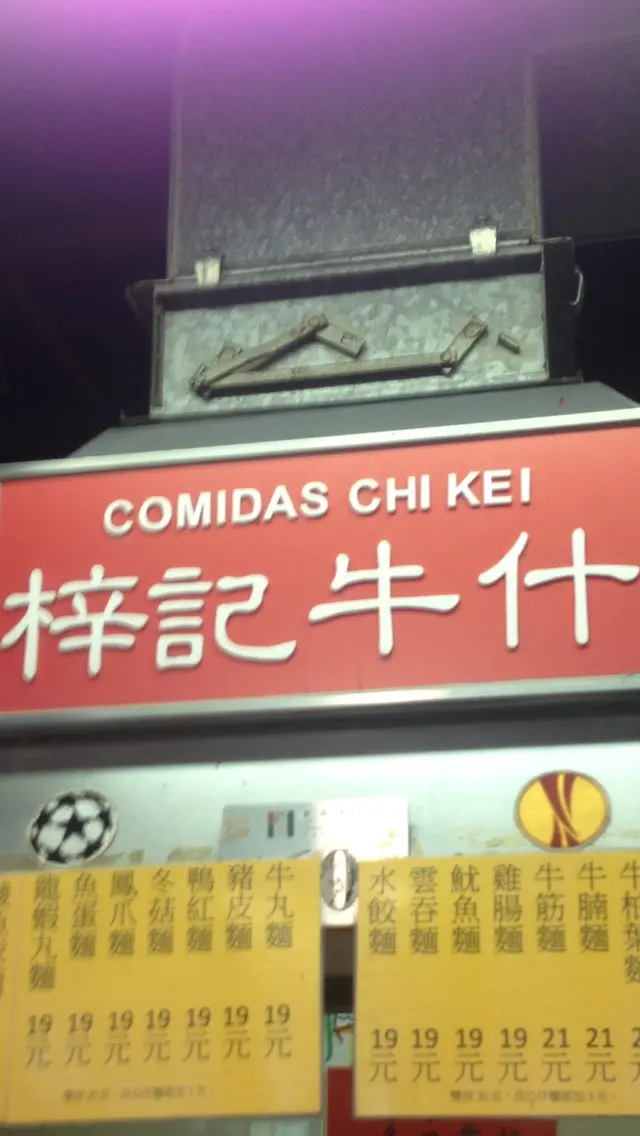 COMIDAS CHI KEI
梓記牛什
龍蝦丸麵 19元
魚蛋麵 19元
鳳爪麵 19元
冬菇麵 19元
鴨紅麵 19元
豬皮麵 19元
牛丸麵 19元
水餃麵 19元
雲吞麵 19元
魷魚麵 19元
雞腸麵 19元
牛筋麵 21元
牛腩麵 21元